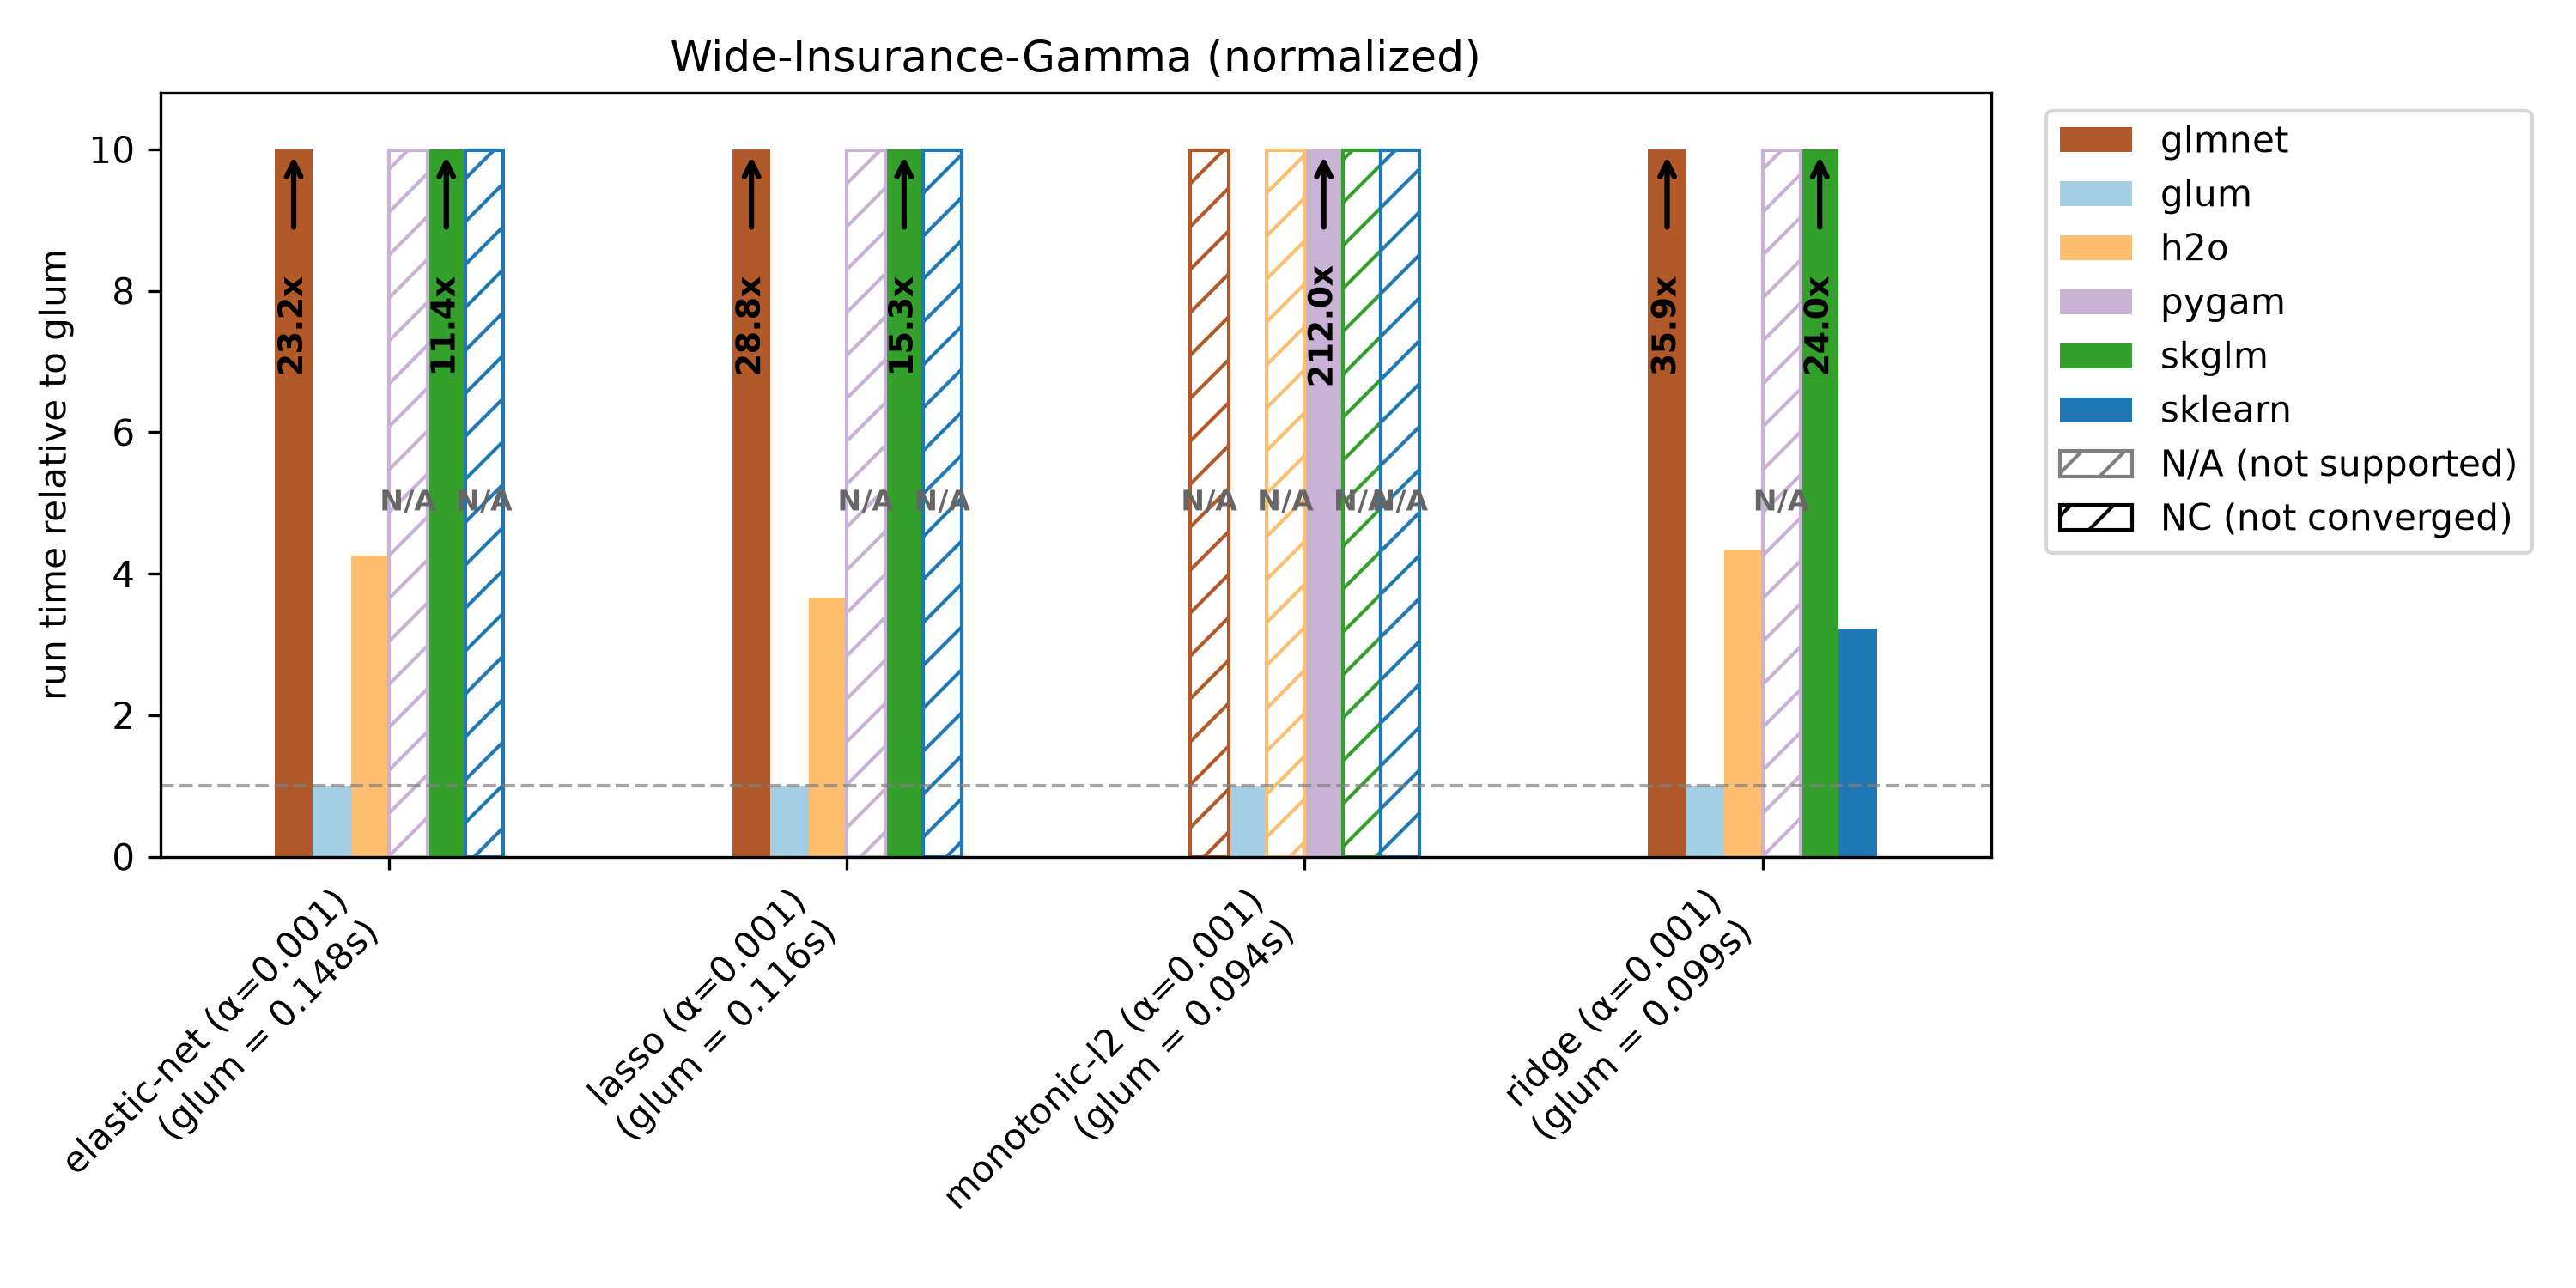 Wide-Insurance-Gamma (normalized)
run time relative to glum
10
8
6
4
2
0
23.2x
11.4x
N/A
N/A
28.8x
15.3x
N/A
N/A
212.0x
N/A
N/A
N/A
N/A
35.9x
24.0x
N/A
elastic-net (α=0.001)
(glum = 0.148s)
lasso (α=0.001)
(glum = 0.116s)
monotonic-l2 (α=0.001)
(glum = 0.094s)
ridge (α=0.001)
(glum = 0.099s)
glmnet
glum
h2o
pygam
skglm
sklearn
N/A (not supported)
NC (not converged)